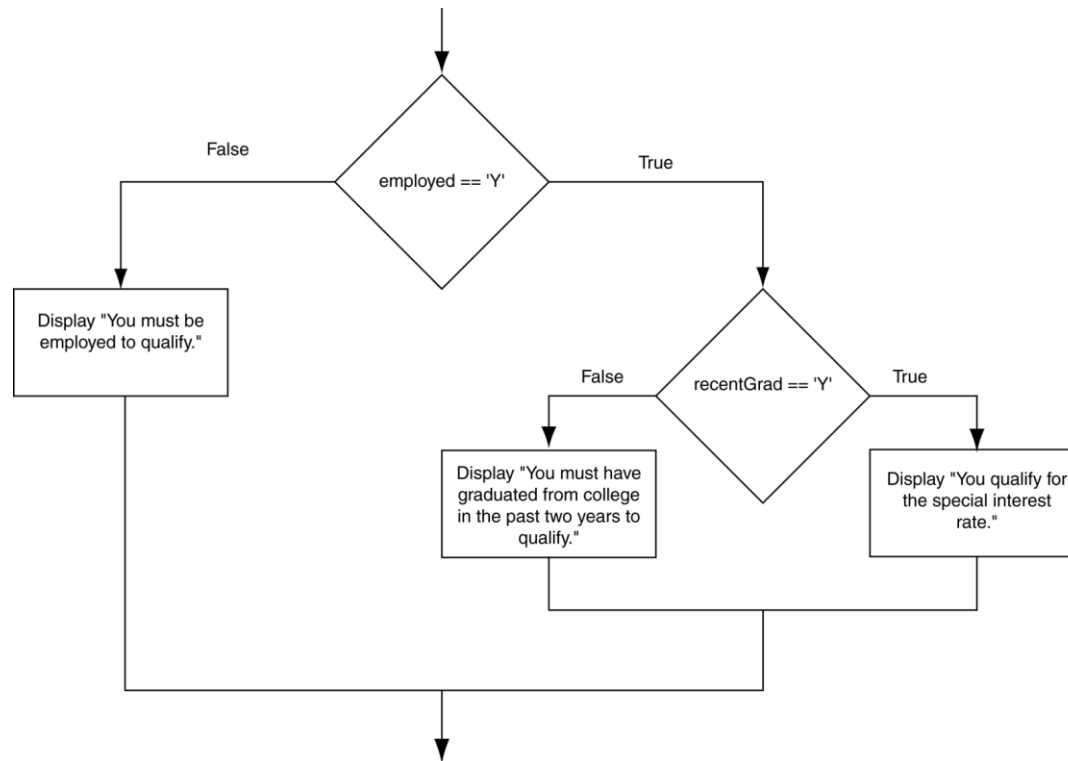 employed == 'Y'
False
True
Display "You must be
employed to qualify."
recentGrad == 'Y'
False
True
Display "You must have
graduated from college
in the past two years to
qualify."
Display "You qualify for
the special interest
rate."